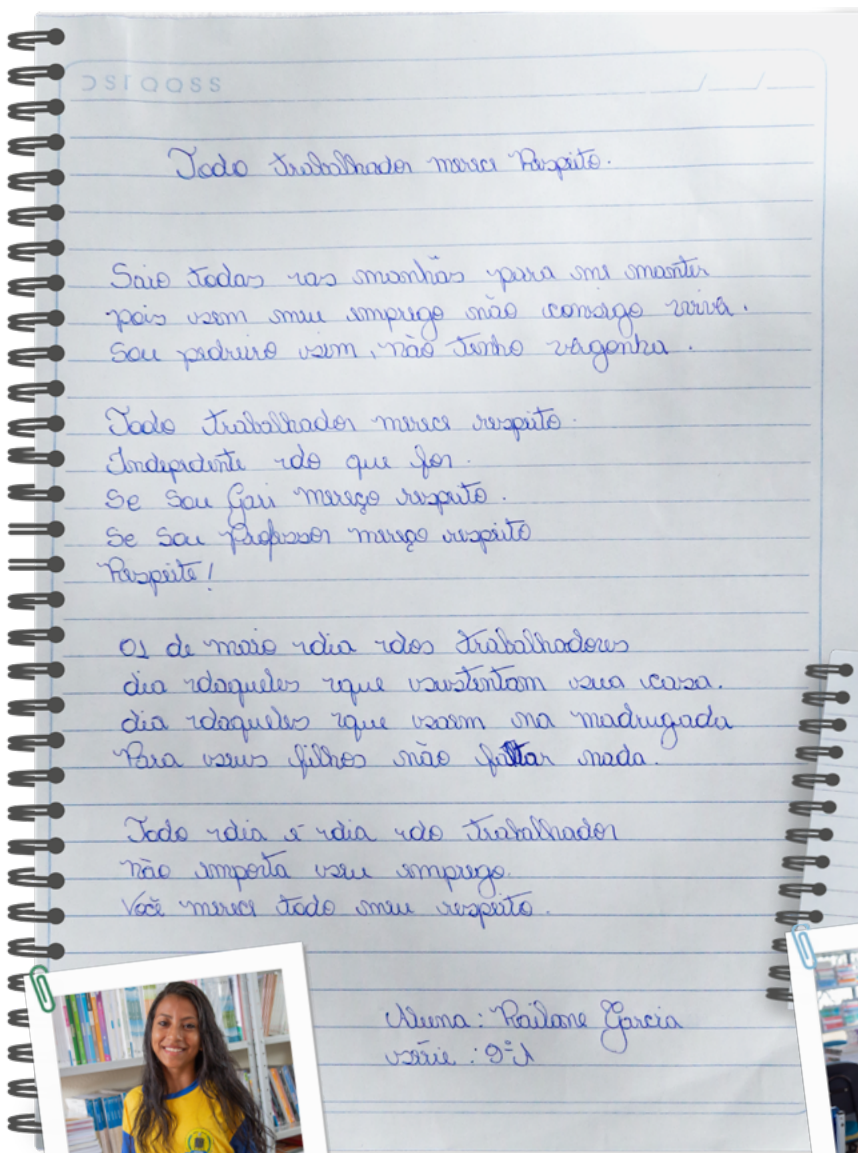 Todo trabalhador merece Respeito.
Saio todas as manhãs para me manter
pois sem meu emprego não consigo viver.
Sou pedreiro sim, não tenho vergonha.
Todo trabalhador merece respeito.
Independente do que for.
Se Sou Gari mereço respeito.
Se Sou Professor mereço respeito
Respeite!
01 de maio dia dos trabalhadores
dia daqueles que sustentam sua casa.
dia daqueles que saem na madrugada
Para seus filhos não faltar nada.
Todo dia é dia do trabalhador
não importa seu emprego.
Você merece todo meu respeito.
Aluna: Railane Garcia
série: 9º